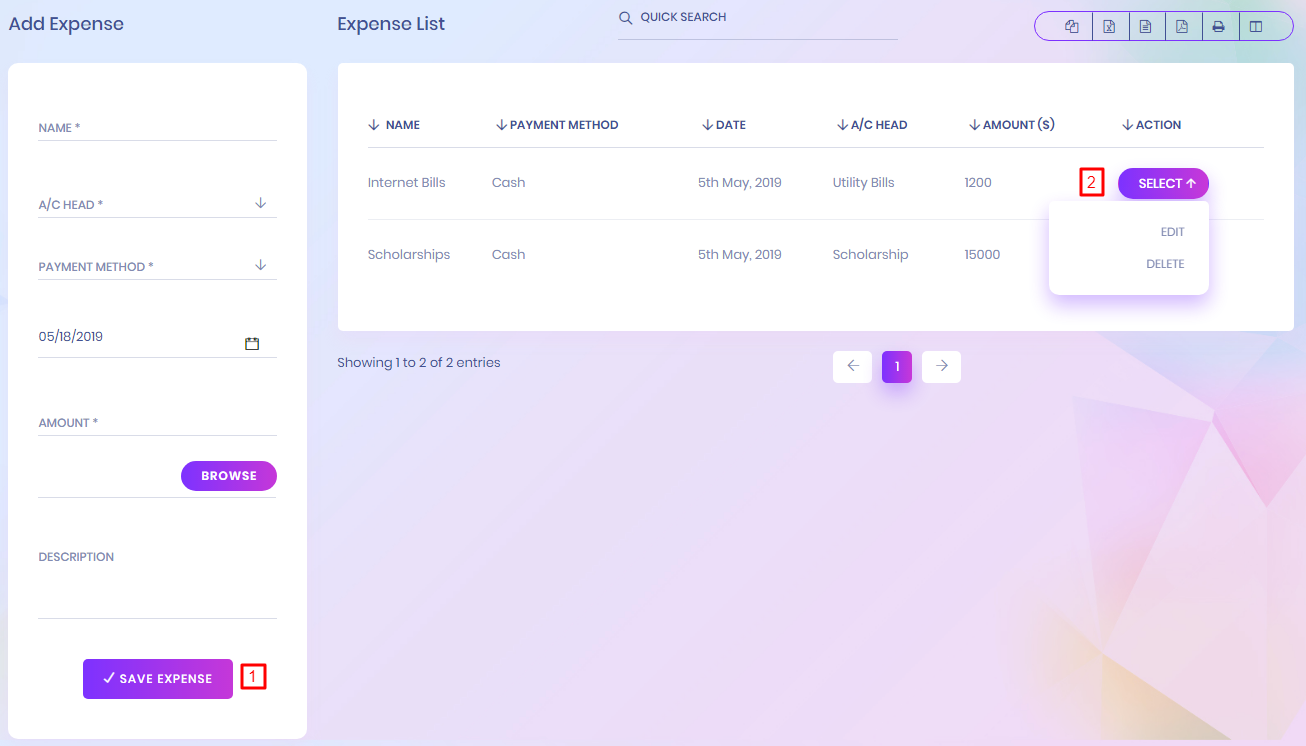 Add Expense
Expense List
QUICK SEARCH
NAME *
A/C HEAD *
PAYMENT METHOD *
05/18/2019
AMOUNT *
BROWSE
DESCRIPTION
SAVE EXPENSE 1
NAME PAYMENT METHOD DATE A/C HEAD AMOUNT ($) ACTION
Internet Bills Cash 5th May, 2019 Utility Bills 1200 2 SELECT
EDIT
DELETE
Scholarships Cash 5th May, 2019 Scholarship 15000
Showing 1 to 2 of 2 entries
1